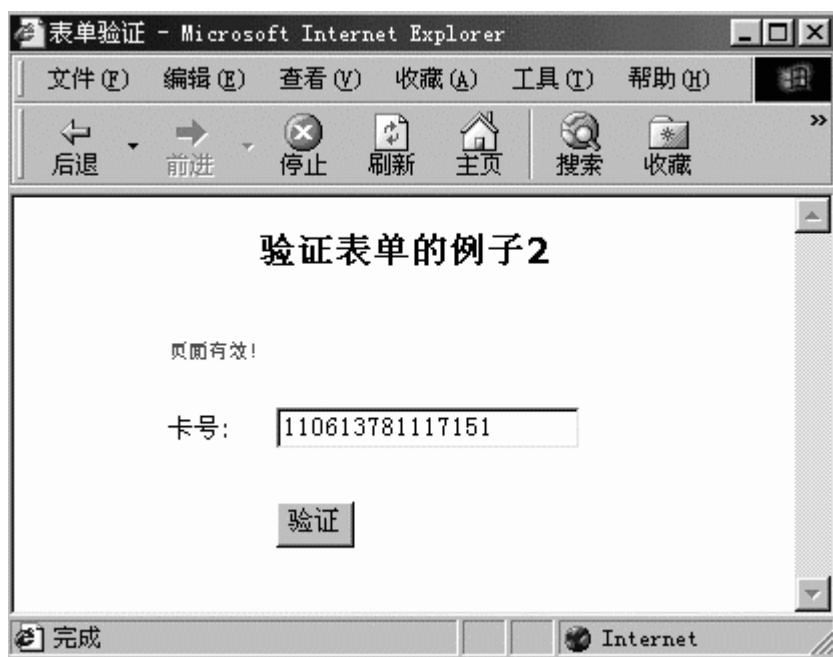 表单验证 - Microsoft Internet Explorer
文件(F) 编辑(E) 查看(V) 收藏(A) 工具(T) 帮助(H)
后退 前进 停止 刷新 主页 搜索 收藏 »
验证表单的例子2
页面有效!
卡号: 110613781117151
验证
完成 Internet